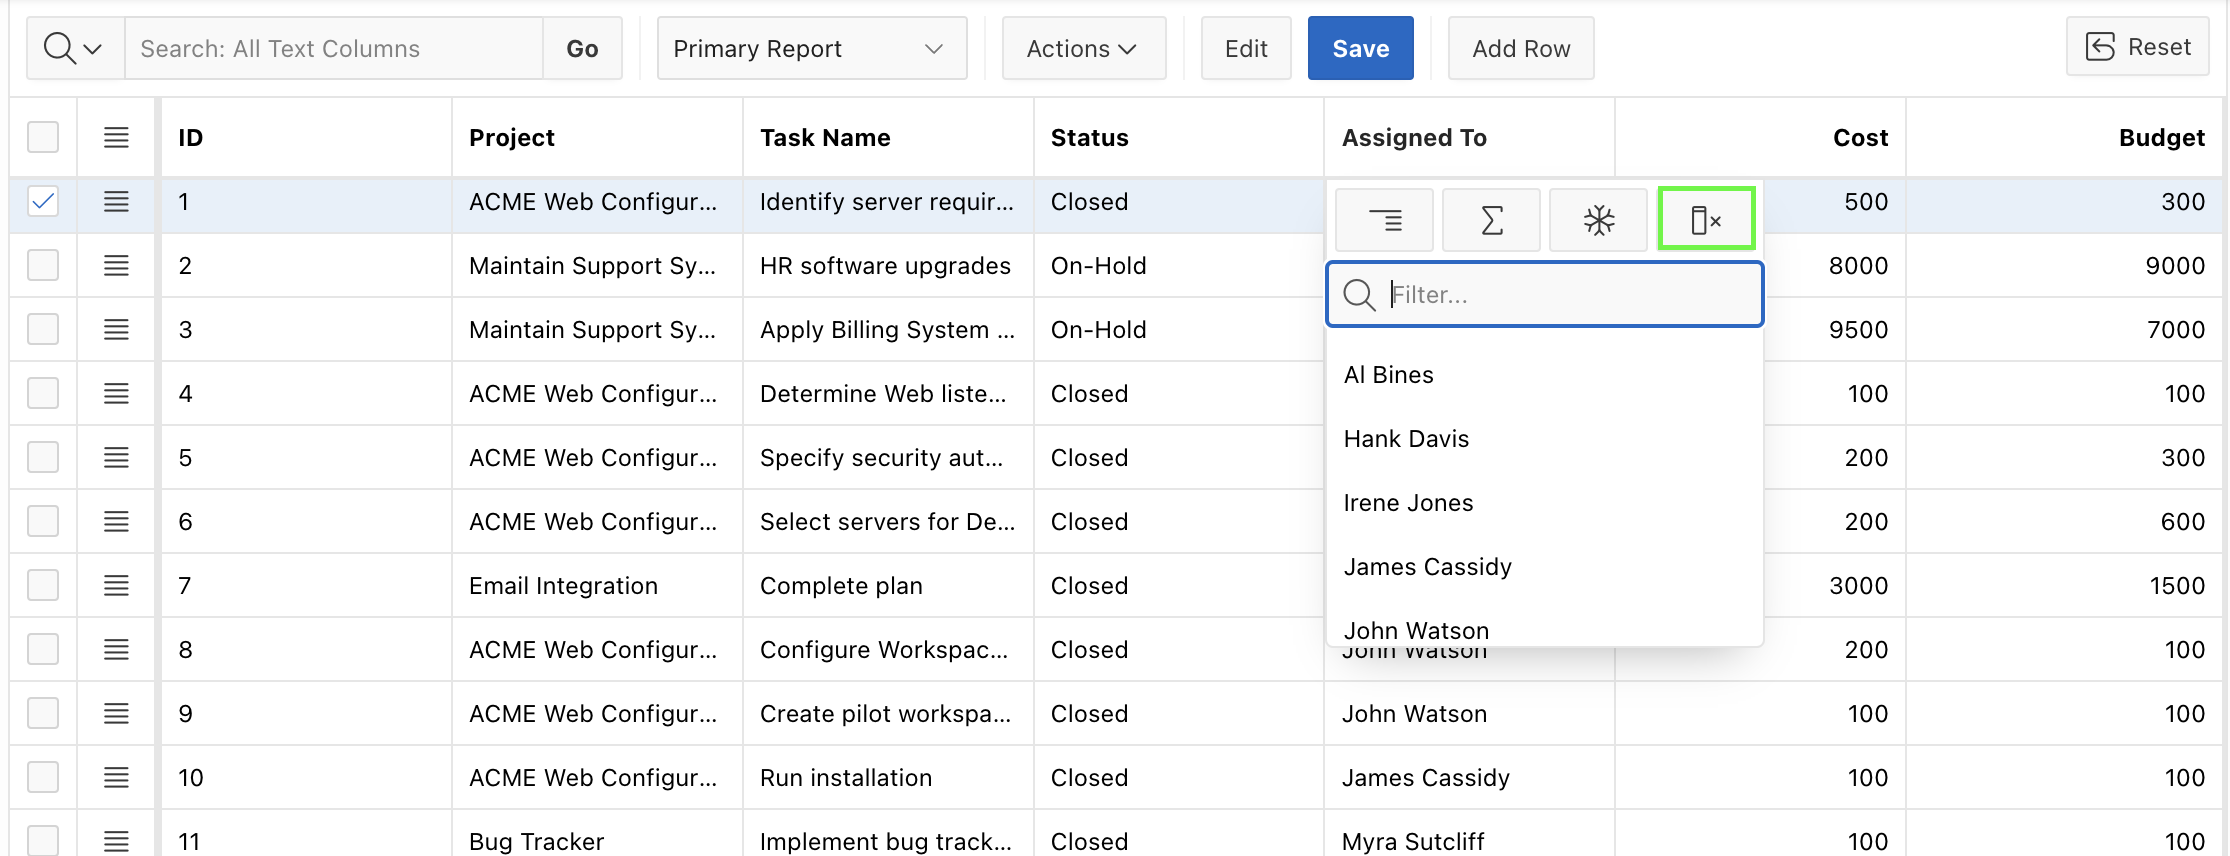 Search: All Text Columns Go Primary Report Actions Edit Save Add Row Reset
ID Project Task Name Status Assigned To Cost Budget
1 ACME Web Configur... Identify server requir... Closed 500 300
2 Maintain Support Sy... HR software upgrades On-Hold 8000 9000
Filter...
3 Maintain Support Sy... Apply Billing System ... On-Hold 9500 7000
Al Bines
4 ACME Web Configur... Determine Web liste... Closed 100 100
Hank Davis
5 ACME Web Configur... Specify security aut... Closed 200 300
Irene Jones
6 ACME Web Configur... Select servers for De... Closed 200 600
James Cassidy
7 Email Integration Complete plan Closed 3000 1500
John Watson
8 ACME Web Configur... Configure Workspac... Closed John Watson 200 100
9 ACME Web Configur... Create pilot workspa... Closed John Watson 100 100
10 ACME Web Configur... Run installation Closed James Cassidy 100 100
11 Bug Tracker Implement bug track... Closed Myra Sutcliff 100 100